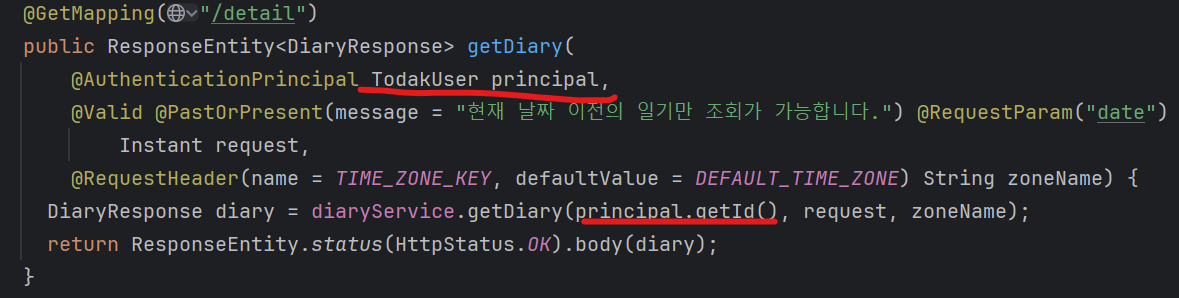 @GetMapping("/detail")
public ResponseEntity<DiaryResponse> getDiary(
@AuthenticationPrincipal TodakUser principal,
@Valid @PastOrPresent(message = "현재 날짜 이전의 일기만 조회가 가능합니다.") @RequestParam("date")
Instant request,
@RequestHeader(name = TIME_ZONE_KEY, defaultValue = DEFAULT_TIME_ZONE) String zoneName) {
DiaryResponse diary = diaryService.getDiary(principal.getId(), request, zoneName);
return ResponseEntity.status(HttpStatus.OK).body(diary);
}